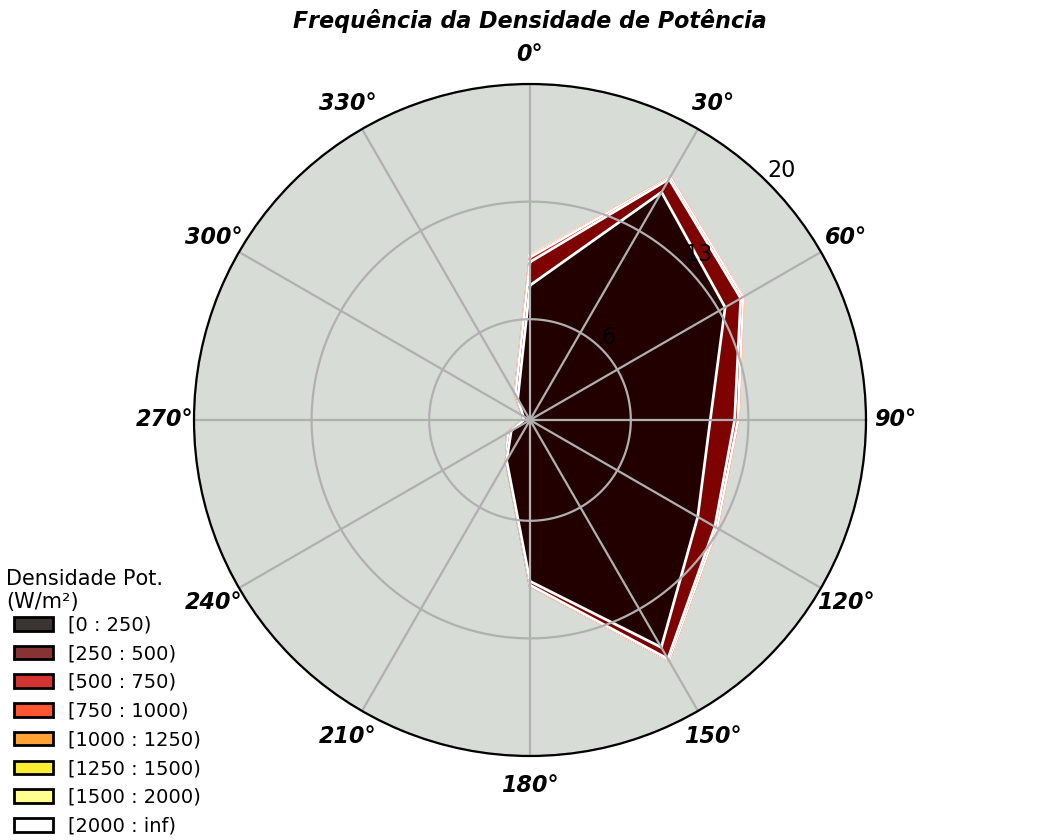 Frequência da Densidade de Potência
0°
330°
30°
20
300°
60°
13
6
270°
90°
240°
120°
210°
150°
180°
Densidade Pot.
(W/m²)
[0 : 250)
[250 : 500)
[500 : 750)
[750 : 1000)
[1000 : 1250)
[1250 : 1500)
[1500 : 2000)
[2000 : inf)